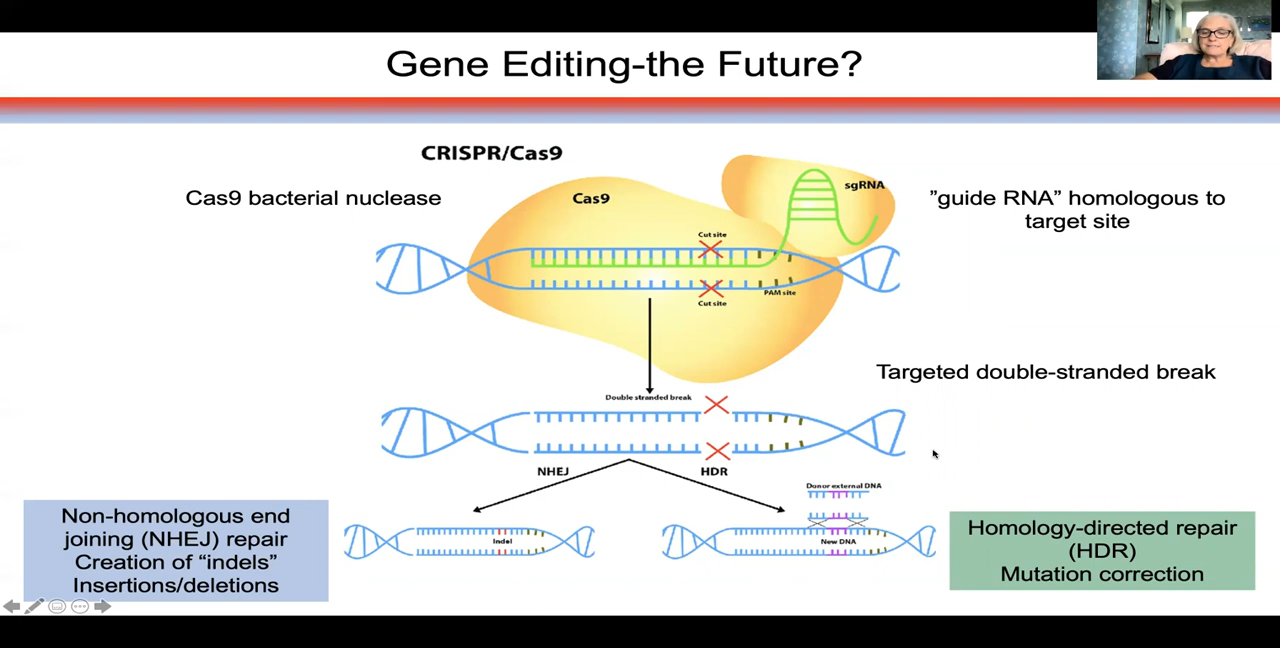 Gene Editing-the Future?
CRISPR/Cas9
Cas9 bacterial nuclease
Cas9
sgRNA
”guide RNA” homologous to
target site
Cut site
PAM site
Cut site
Targeted double-stranded break
Double stranded break
NHEJ
HDR
Donor external DNA
Indel
New DNA
Non-homologous end
joining (NHEJ) repair
Creation of “indels”
Insertions/deletions
Homology-directed repair
(HDR)
Mutation correction